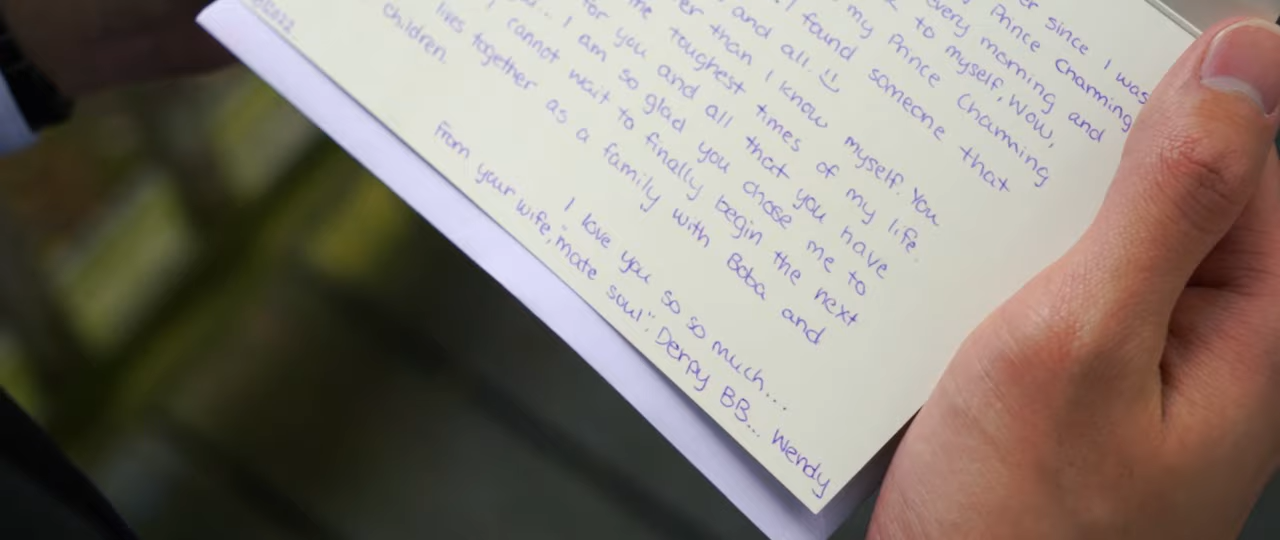 since I was
Prince Charming
every morning and
to myself, Wow,
my Prince Charming
I found someone that
and all. :)
than I know myself. You
toughest times of my life.
for you and all that you have
... I am so glad you chose me to
I cannot wait to finally begin the next
lives together as a family with Boba and
children.
I love you so so much...
From your wife, "mate soul". Derpy BB... Wendy